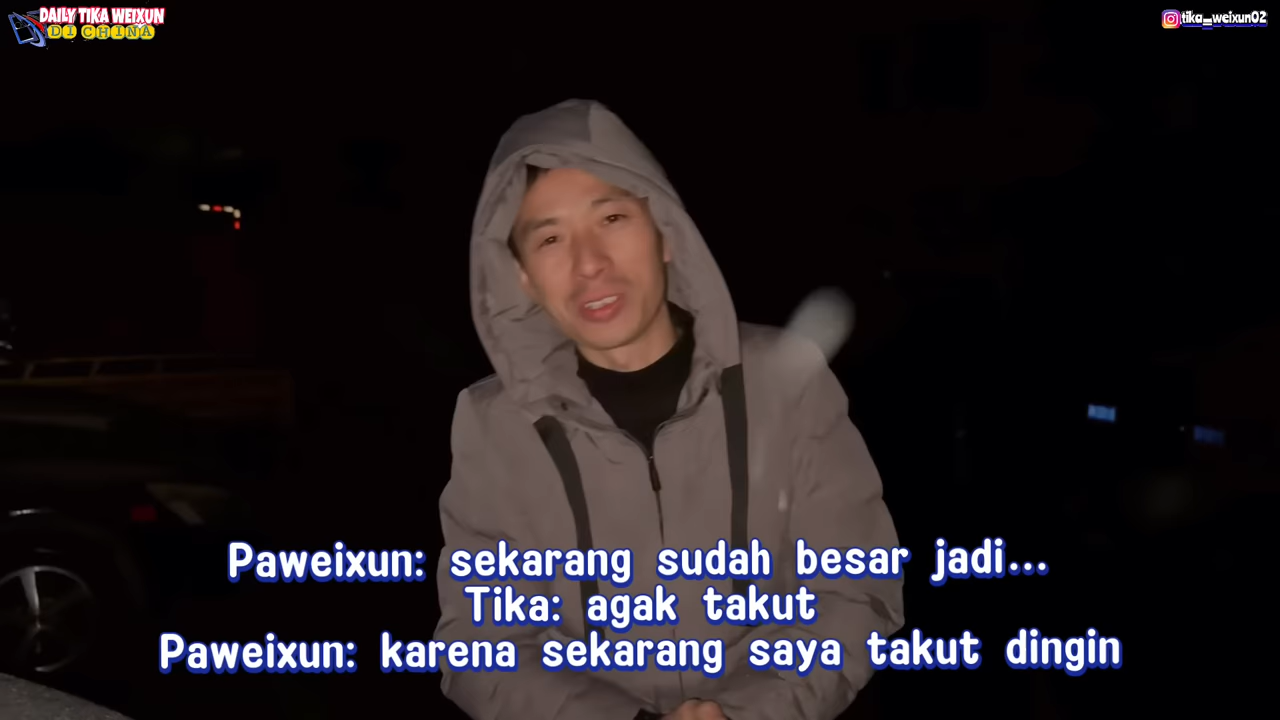 DAILY TIKA WEIXUN
DI CHINA
tika_weixun02
Paweixun: sekarang sudah besar jadi...
Tika: agak takut
Paweixun: karena sekarang saya takut dingin